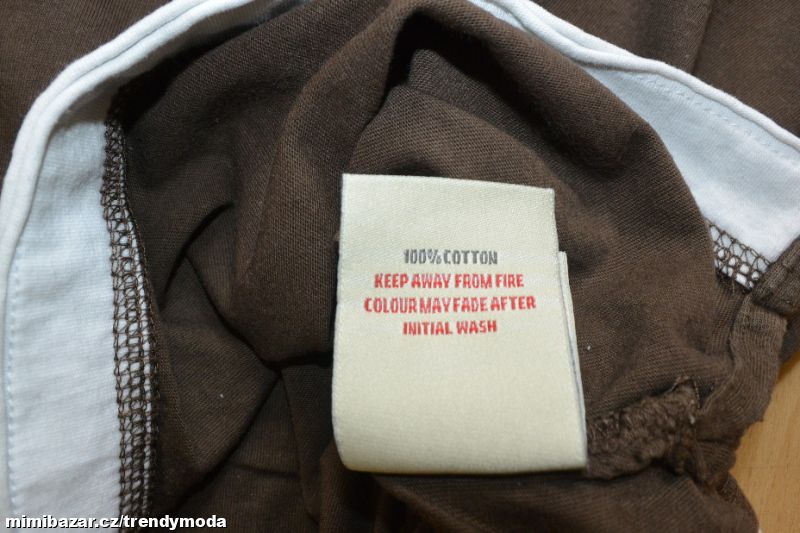 100% COTTON
KEEP AWAY FROM FIRE
COLOUR MAY FADE AFTER
INITIAL WASH
mimibazar.cz/trendymoda